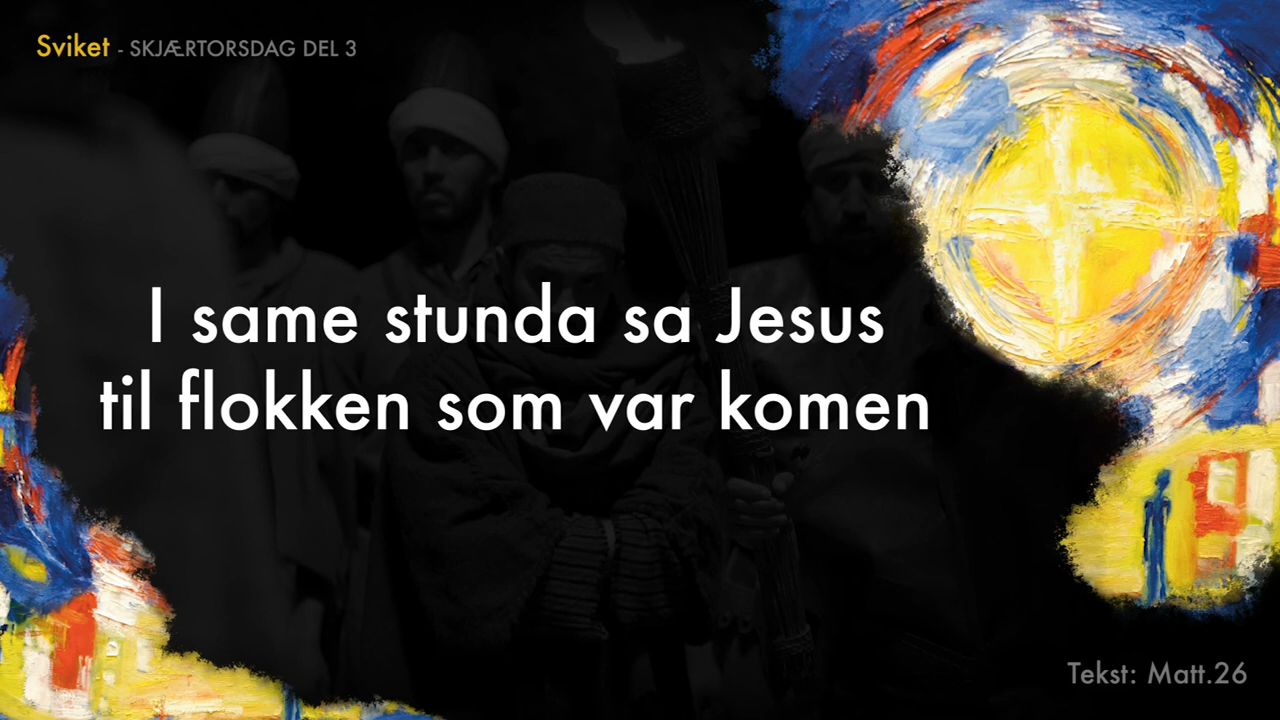 Sviket - SKJÆRTORSDAG DEL 3
I same stunda sa Jesus
til flokken som var komen
Tekst: Matt.26